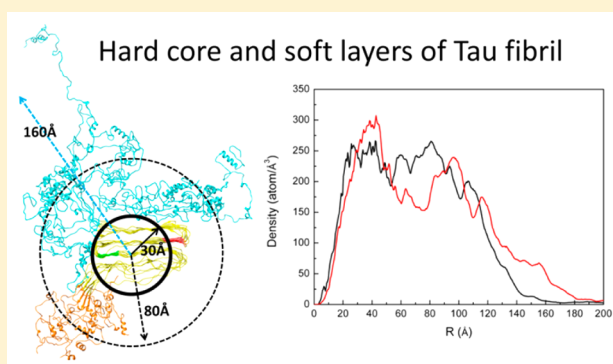 Hard core and soft layers of Tau fibril
160Å
30Å
80Å
Density (atom/Å³)
350
300
250
200
150
100
50
0
0 20 40 60 80 100 120 140 160 180 200
R (Å)